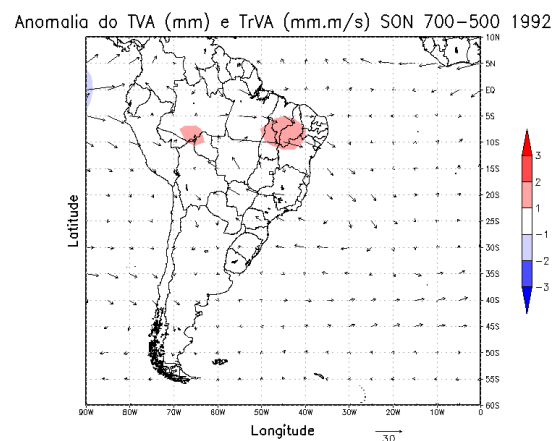 Anomalia do TVA (mm) e TrVA (mm.m/s) SON 700-500 1992
10N
5N
EQ
5S
10S
15S
20S
25S
30S
35S
40S
45S
50S
55S
60S
Latitude
3
2
1
-1
-2
-3
90W 80W 70W 60W 50W 40W 30W 20W 10W 0
Longitude
30